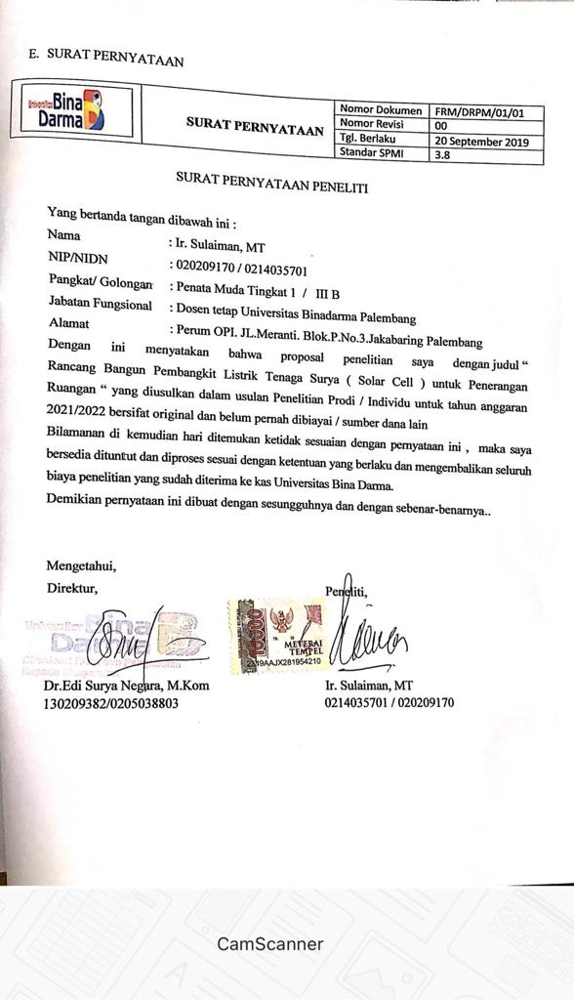 E. SURAT PERNYATAAN
Universitas
Bina
Darma
SURAT PERNYATAAN
Nomor Dokumen FRM/DRPM/01/01
Nomor Revisi 00
Tgl. Berlaku 20 September 2019
Standar SPMI 3.8
SURAT PERNYATAAN PENELITI
Yang bertanda tangan dibawah ini :
Nama : Ir. Sulaiman, MT
NIP/NIDN : 020209170 / 0214035701
Pangkat/ Golongan : Penata Muda Tingkat 1 / III B
Jabatan Fungsional : Dosen tetap Universitas Binadarma Palembang
Alamat : Perum OPI. JL.Meranti. Blok.P.No.3.Jakabaring Palembang
Dengan ini menyatakan bahwa proposal penelitian saya dengan judul “
Rancang Bangun Pembangkit Listrik Tenaga Surya ( Solar Cell ) untuk Penerangan
Ruangan “ yang diusulkan dalam usulan Penelitian Prodi / Individu untuk tahun anggaran
2021/2022 bersifat original dan belum pernah dibiayai / sumber dana lain
Bilamanan di kemudian hari ditemukan ketidak sesuaian dengan pernyataan ini , maka saya
bersedia dituntut dan diproses sesuai dengan ketentuan yang berlaku dan mengembalikan seluruh
biaya penelitian yang sudah diterima ke kas Universitas Bina Darma.
Demikian pernyataan ini dibuat dengan sesungguhnya dan dengan sebenar-benarnya..
Mengetahui,
Direktur,
Peneliti,
Universitas Bina
Darma
10000
METERAI
TEMPEL
Dr.Edi Surya Negara, M.Kom
130209382/0205038803
Ir. Sulaiman, MT
0214035701 / 020209170
CamScanner